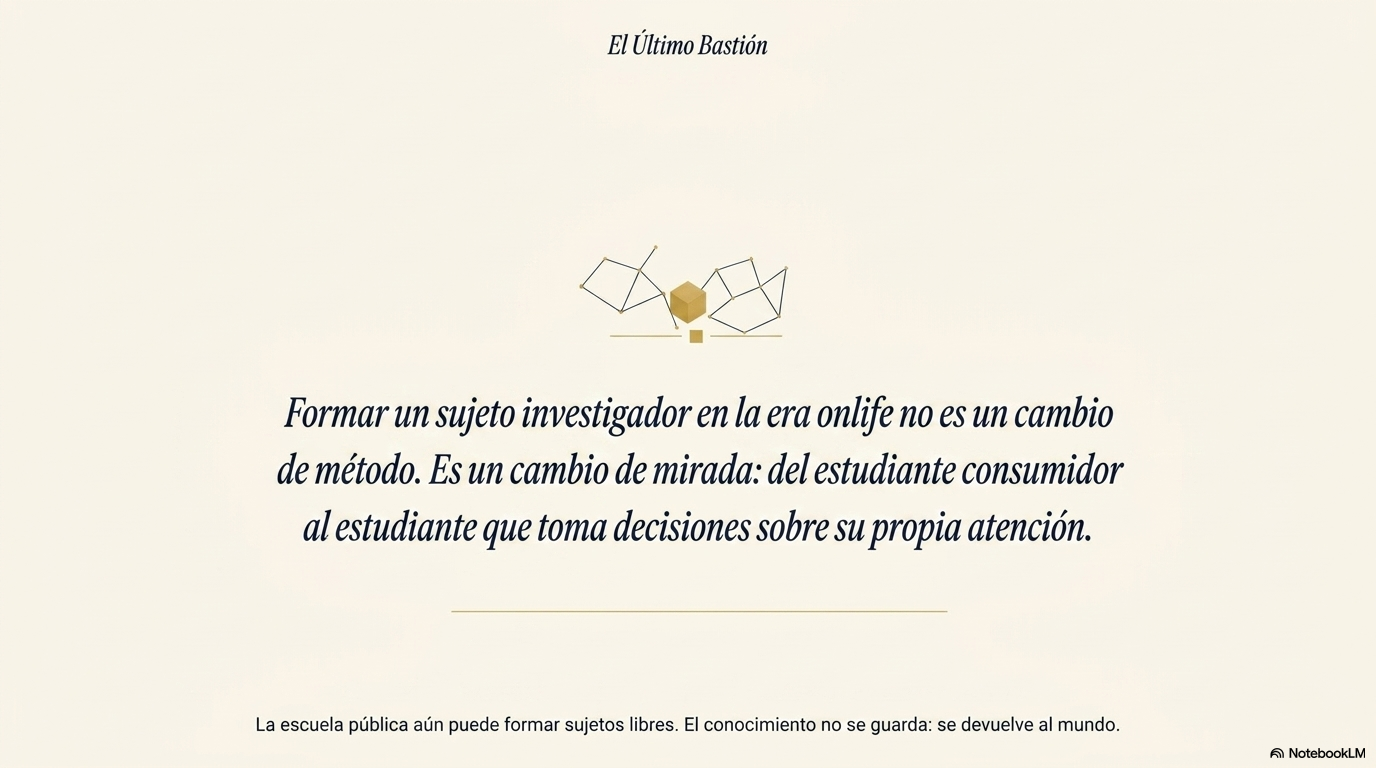 El Último Bastión
Formar un sujeto investigador en la era onlife no es un cambio
de método. Es un cambio de mirada: del estudiante consumidor
al estudiante que toma decisiones sobre su propia atención.
La escuela pública aún puede formar sujetos libres. El conocimiento no se guarda: se devuelve al mundo.
NotebookLM